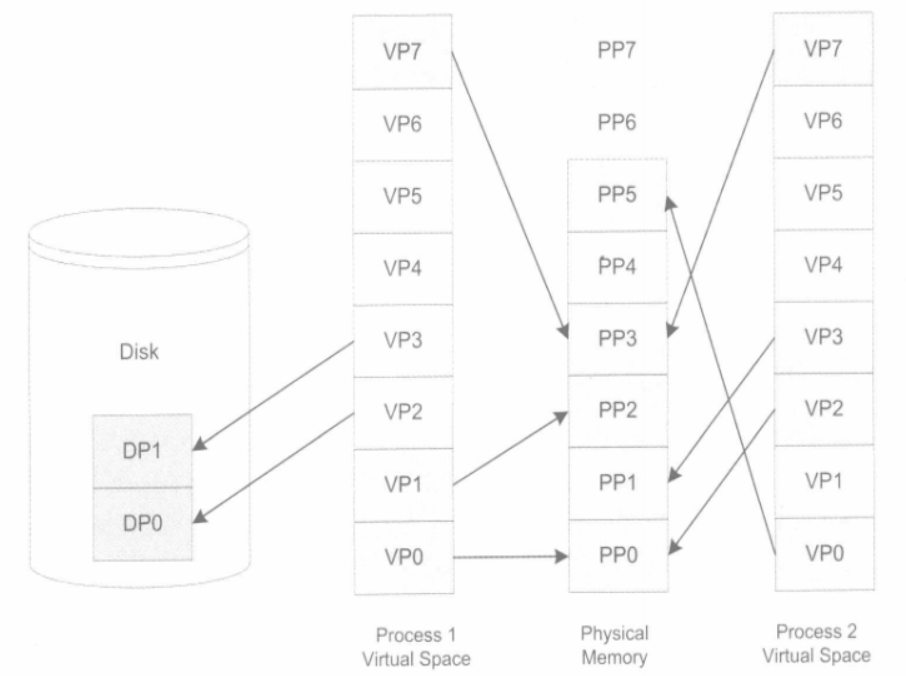 VP7
PP7
VP7
VP6
PP6
VP6
VP5
PP5
VP5
VP4
PP4
VP4
Disk
VP3
PP3
VP3
DP1
VP2
PP2
VP2
DP0
VP1
PP1
VP1
VP0
PP0
VP0
Process 1
Virtual Space
Physical
Memory
Process 2
Virtual Space